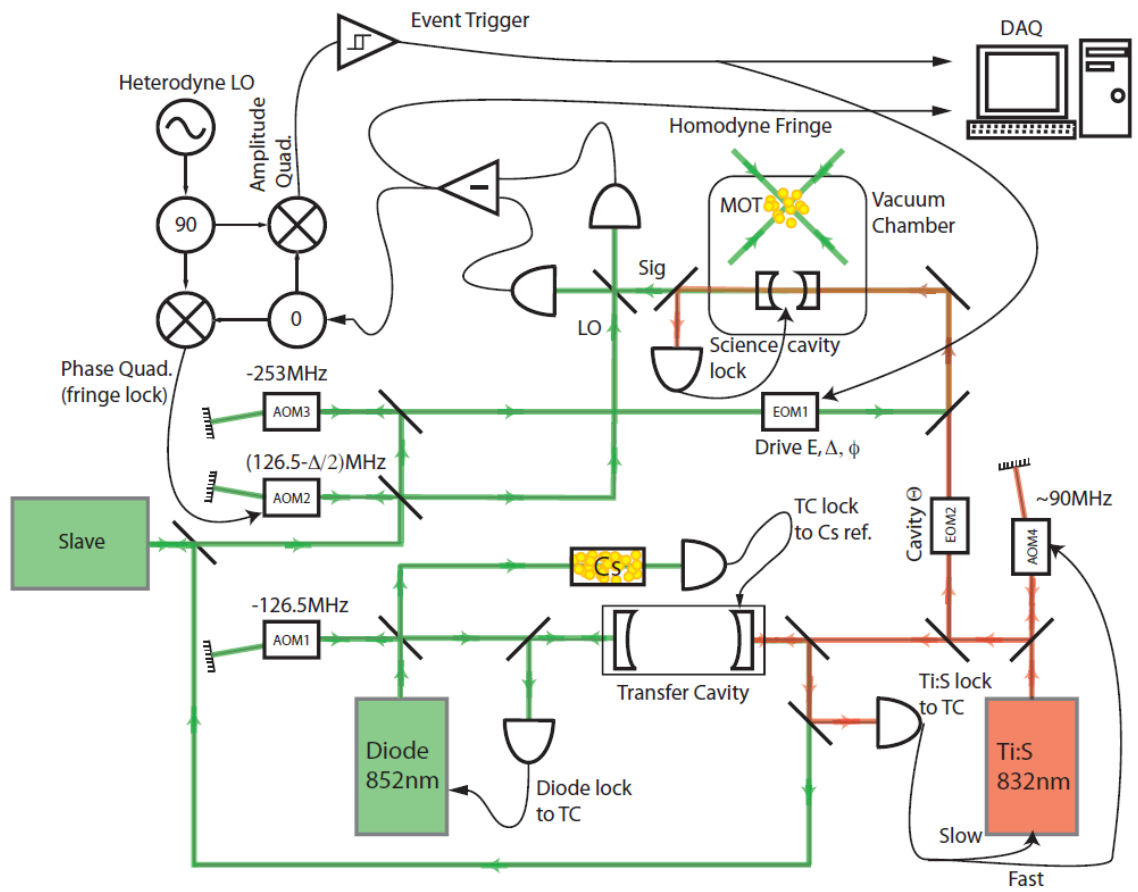 Event Trigger
DAQ
Heterodyne LO
Amplitude
Quad.
Homodyne Fringe
90
MOT
Vacuum
Chamber
Sig
0
LO
Science cavity
lock
Phase Quad.
(fringe lock)
-253MHz
AOM3
EOM1
Drive E, Δ, ϕ
(126.5-Δ/2)MHz
AOM2
~90MHz
TC lock
to Cs ref.
Slave
Cavity Θ
EOM2
AOM4
Cs
-126.5MHz
AOM1
Transfer Cavity
Ti:S lock
to TC
Diode
852nm
Ti:S
832nm
Diode lock
to TC
Slow
Fast